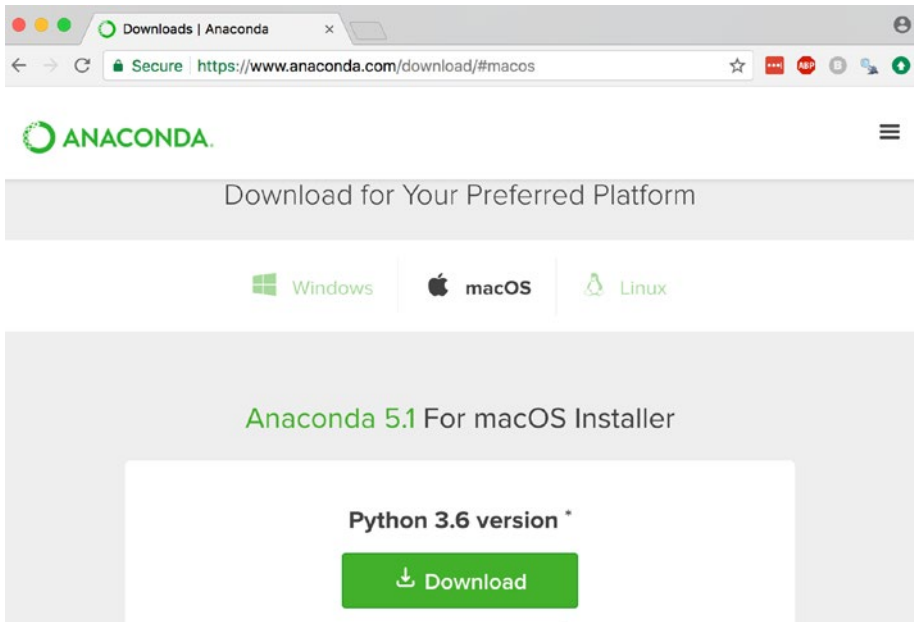 Downloads | Anaconda
Secure https://www.anaconda.com/download/#macos
ABP
ANACONDA.
Download for Your Preferred Platform
Windows macOS Linux
Anaconda 5.1 For macOS Installer
Python 3.6 version *
Download